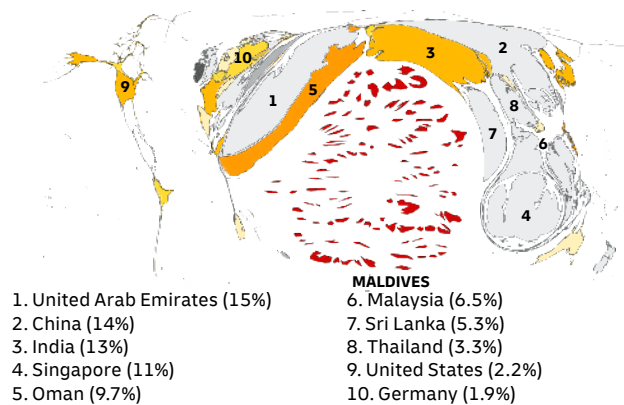 10
3
2
9
1
5
8
7
6
4
MALDIVES
1. United Arab Emirates (15%)
2. China (14%)
3. India (13%)
4. Singapore (11%)
5. Oman (9.7%)
6. Malaysia (6.5%)
7. Sri Lanka (5.3%)
8. Thailand (3.3%)
9. United States (2.2%)
10. Germany (1.9%)